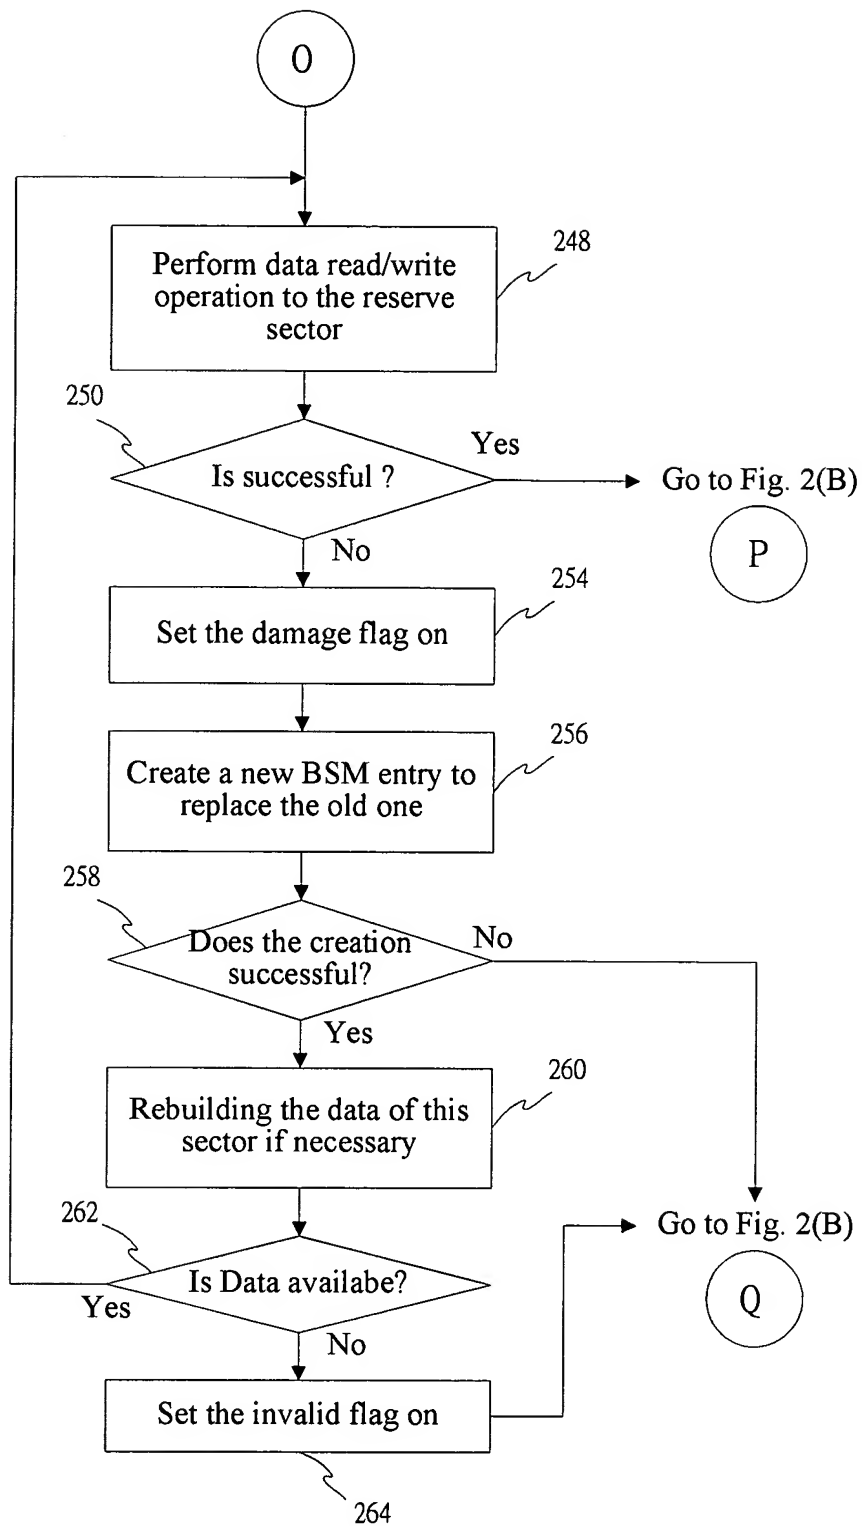 O
248
Perform data read/write
operation to the reserve
sector
250
Yes
Is successful ?
Go to Fig. 2(B)
P
No
254
Set the damage flag on
256
Create a new BSM entry to
replace the old one
258
No
Does the creation
successful?
Yes
260
Rebuilding the data of this
sector if necessary
262
Go to Fig. 2(B)
Is Data availabe?
Q
Yes
No
Set the invalid flag on
264